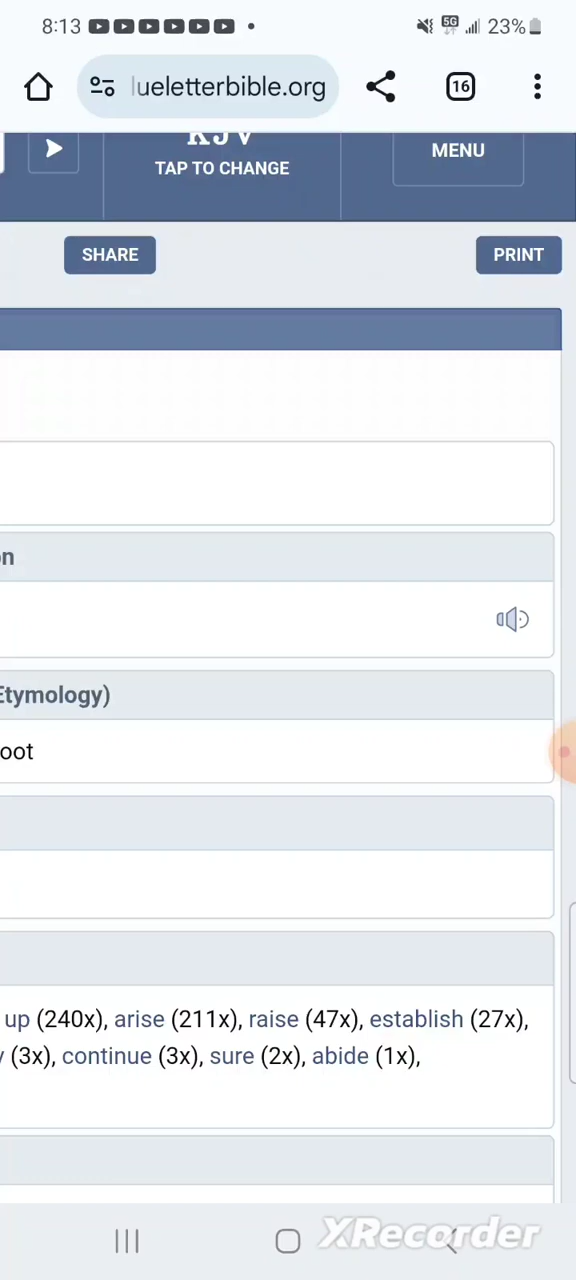 8:13 5G 23%
lueletterbible.org 16
KJV
TAP TO CHANGE
MENU
SHARE PRINT
on
Etymology)
oot
up (240x), arise (211x), raise (47x), establish (27x),
(3x), continue (3x), sure (2x), abide (1x),
XRecorder